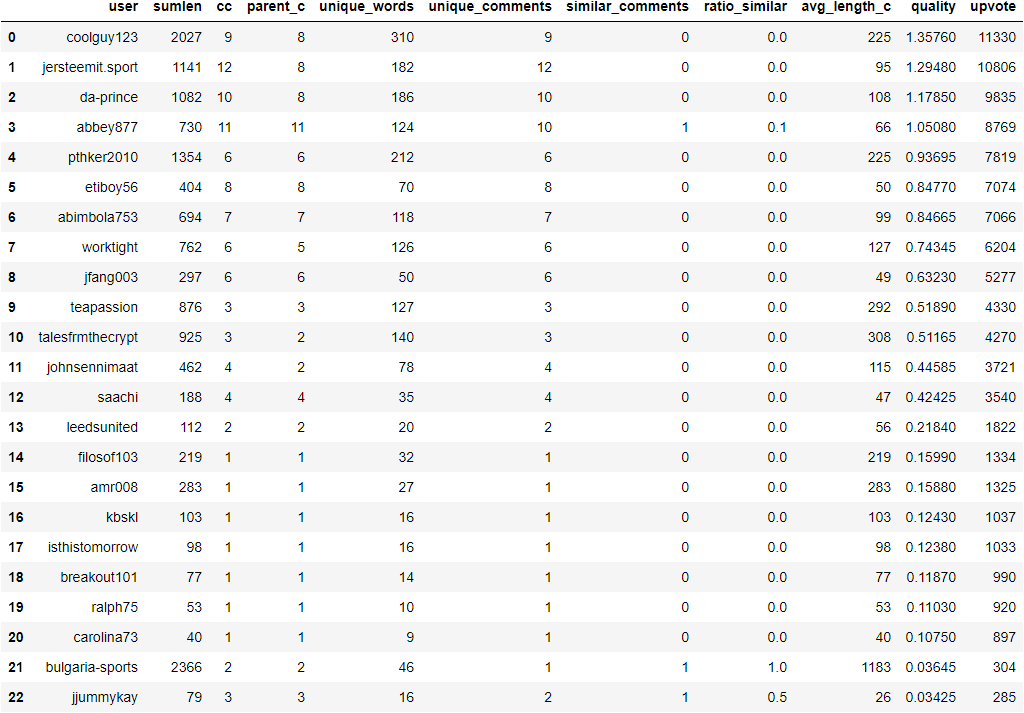 user sumlen cc parent_c unique_words unique_comments similar_comments ratio_similar avg_length_c quality upvote
0 coolguy123 2027 9 8 310 9 0 0.0 225 1.35760 11330
1 jersteemit.sport 1141 12 8 182 12 0 0.0 95 1.29480 10806
2 da-prince 1082 10 8 186 10 0 0.0 108 1.17850 9835
3 abbey877 730 11 11 124 10 1 0.1 66 1.05080 8769
4 pthker2010 1354 6 6 212 6 0 0.0 225 0.93695 7819
5 etiboy56 404 8 8 70 8 0 0.0 50 0.84770 7074
6 abimbola753 694 7 7 118 7 0 0.0 99 0.84665 7066
7 worktight 762 6 5 126 6 0 0.0 127 0.74345 6204
8 jfang003 297 6 6 50 6 0 0.0 49 0.63230 5277
9 teapassion 876 3 3 127 3 0 0.0 292 0.51890 4330
10 talesfrmthecrypt 925 3 2 140 3 0 0.0 308 0.51165 4270
11 johnsennimaat 462 4 2 78 4 0 0.0 115 0.44585 3721
12 saachi 188 4 4 35 4 0 0.0 47 0.42425 3540
13 leedsunited 112 2 2 20 2 0 0.0 56 0.21840 1822
14 filosof103 219 1 1 32 1 0 0.0 219 0.15990 1334
15 amr008 283 1 1 27 1 0 0.0 283 0.15880 1325
16 kbskl 103 1 1 16 1 0 0.0 103 0.12430 1037
17 isthistomorrow 98 1 1 16 1 0 0.0 98 0.12380 1033
18 breakout101 77 1 1 14 1 0 0.0 77 0.11870 990
19 ralph75 53 1 1 10 1 0 0.0 53 0.11030 920
20 carolina73 40 1 1 9 1 0 0.0 40 0.10750 897
21 bulgaria-sports 2366 2 2 46 1 1 1.0 1183 0.03645 304
22 jjummykay 79 3 3 16 2 1 0.5 26 0.03425 285